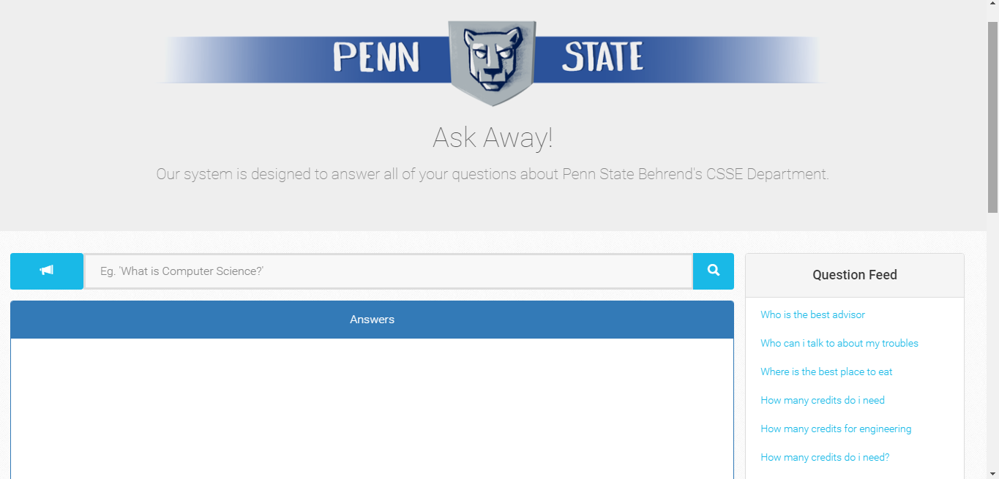 PENN STATE
Ask Away!
Our system is designed to answer all of your questions about Penn State Behrend's CSSE Department.
Eg. 'What is Computer Science?'
Answers
Question Feed
Who is the best advisor
Who can i talk to about my troubles
Where is the best place to eat
How many credits do i need
How many credits for engineering
How many credits do i need?